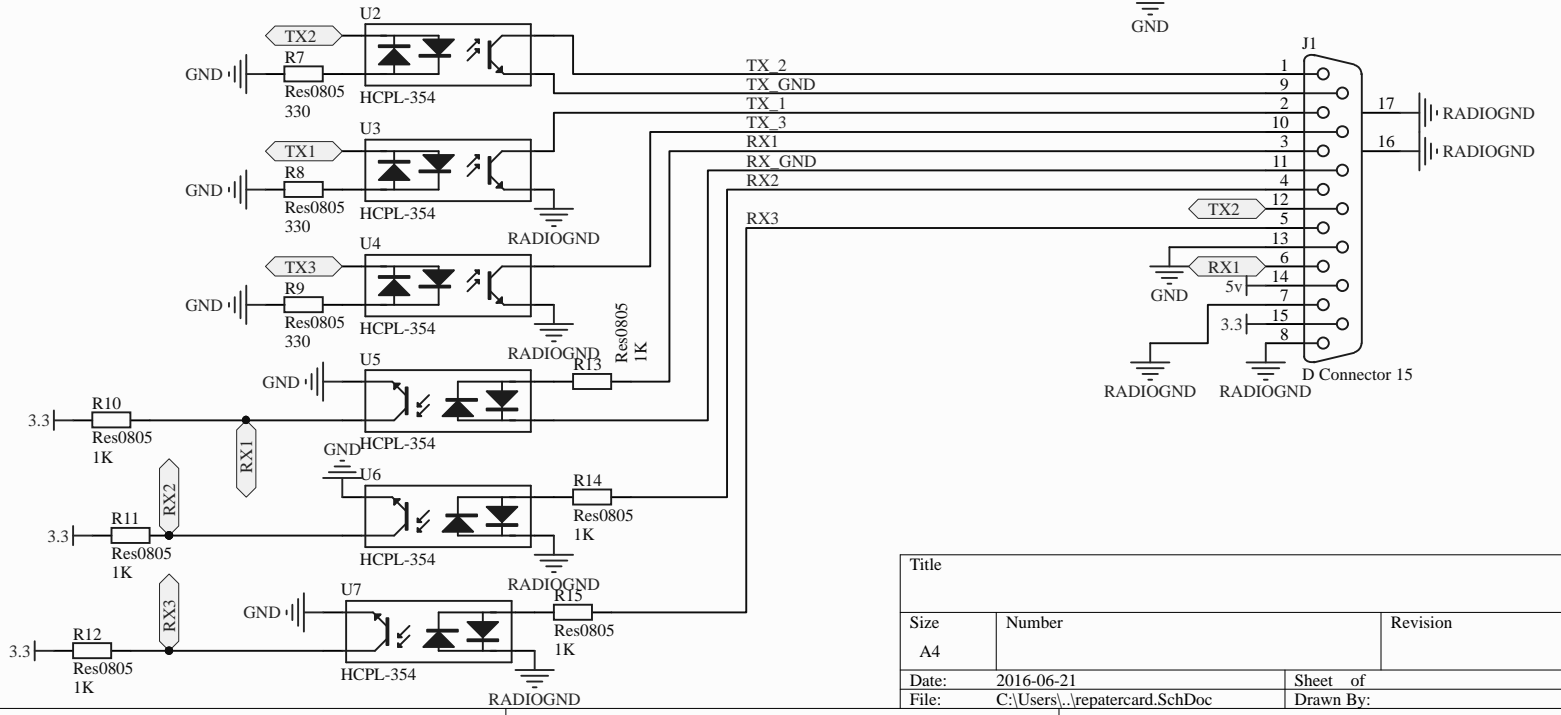 GND
U2
TX2
R7
GND
Res0805
330
HCPL-354
U3
TX1
R8
GND
Res0805
330
HCPL-354
RADIOGND
U4
TX3
R9
GND
Res0805
330
HCPL-354
RADIOGND
U5
GND
R13
Res0805
1K
R10
3.3
Res0805
1K
RX1
HCPL-354
GND
U6
R14
Res0805
1K
RX2
R11
3.3
Res0805
1K
HCPL-354
RADIOGND
U7
GND
R15
Res0805
1K
RX3
R12
3.3
Res0805
1K
HCPL-354
RADIOGND
TX_2
TX_GND
TX_1
TX_3
RX1
RX_GND
RX2
RX3
J1
1
9
2
10
3
11
4
12
5
13
6
14
7
15
8
17
RADIOGND
16
RADIOGND
TX2
RX1
GND
5v
3.3
RADIOGND
RADIOGND
D Connector 15
Title
Size
Number
Revision
A4
Date: 2016-06-21
Sheet of
File: C:\Users\..\repatercard.SchDoc
Drawn By: